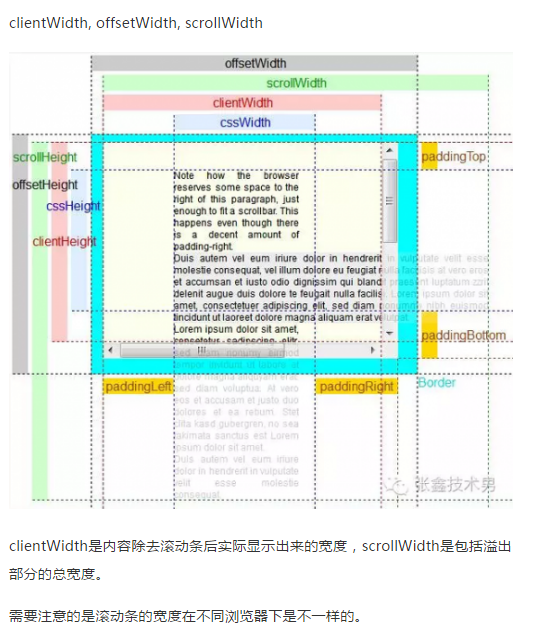 clientWidth, offsetWidth, scrollWidth
offsetWidth
scrollWidth
clientWidth
cssWidth
scrollHeight
offsetHeight
cssHeight
clientHeight
paddingTop
Note how the browser
reserves some space to the
right of this paragraph, just
enough to fit a scrollbar. This
happens even though there
is a decent amount of
padding-right.
Duis autem vel eum iriure dolor in hendrerit in vulputate velit esse
molestie consequat, vel illum dolore eu feugiat nulla facilisis at vero eros
et accumsan et iusto odio dignissim qui blandit praesent luptatum zzril
delenit augue duis dolore te feugait nulla facilisi. Lorem ipsum dolor sit
amet, consectetuer adipiscing elit, sed diam nonummy nibh euismod
tincidunt ut laoreet dolore magna aliquam erat volutpat.
Lorem ipsum dolor sit amet,
consetetur sadipscing elitr,
sed diam nonumy eirmod
tempor invidunt ut labore et
dolore magna aliquyam erat,
sed diam voluptua. At vero
eos et accusam et justo duo
dolores et ea rebum. Stet
clita kasd gubergren, no sea
takimata sanctus est Lorem
ipsum dolor sit amet.
Duis autem vel eum iriure
dolor in hendrerit in vulputate
velit esse molestie
consequat.
paddingBottom
paddingLeft
paddingRight
Border
张鑫技术男
clientWidth是内容除去滚动条后实际显示出来的宽度，scrollWidth是包括溢出
部分的总宽度。
需要注意的是滚动条的宽度在不同浏览器下是不一样的。